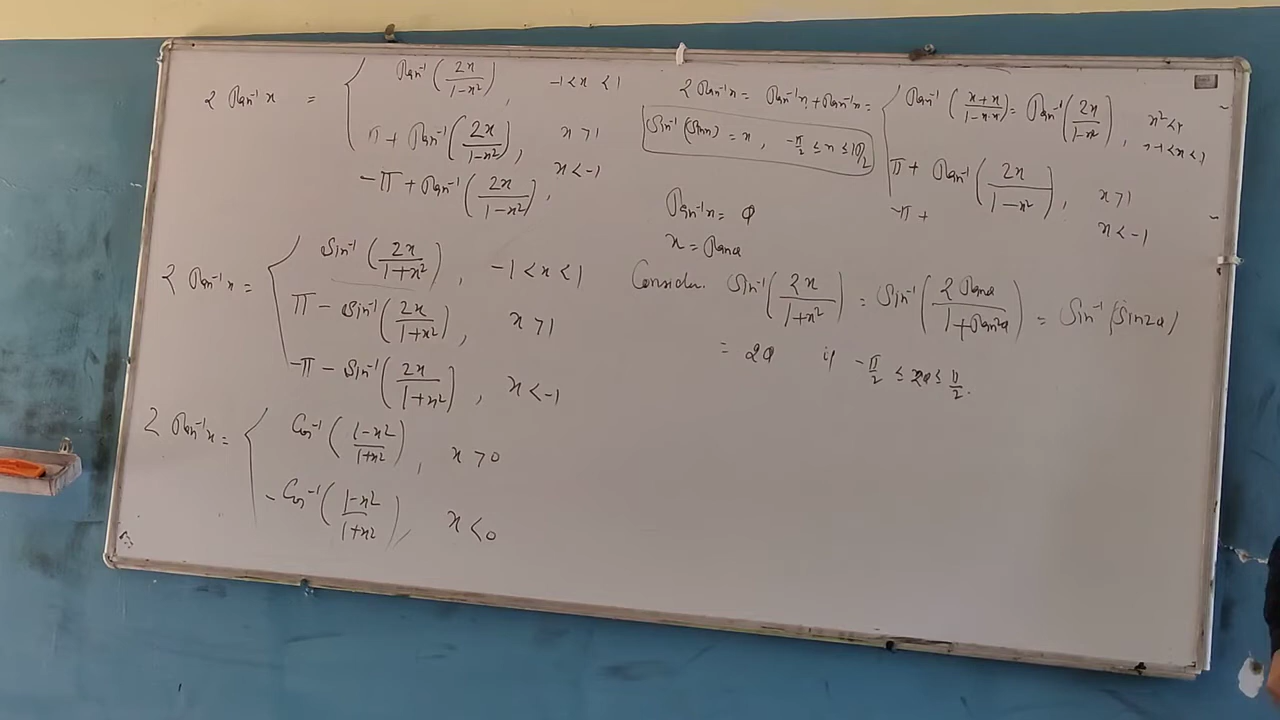 2 Tan⁻¹ x = { Tan⁻¹(2x/(1-x²)), -1 < x < 1
π + Tan⁻¹(2x/(1-x²)), x > 1
-π + Tan⁻¹(2x/(1-x²)), x < -1
2 Tan⁻¹ x = { Sin⁻¹(2x/(1+x²)), -1 < x < 1
π - Sin⁻¹(2x/(1+x²)), x > 1
-π - Sin⁻¹(2x/(1+x²)), x < -1
2 Tan⁻¹ x = { Cos⁻¹((1-x²)/(1+x²)), x > 0
- Cos⁻¹((1-x²)/(1+x²)), x < 0
2 Tan⁻¹x = Tan⁻¹x + Tan⁻¹x = { Tan⁻¹((x+x)/(1-x·x)) = Tan⁻¹(2x/(1-x²)), x² < 1
-1 < x < 1
π + Tan⁻¹(2x/(1-x²)), x > 1
-π + x < -1
Sin⁻¹(Sin x) = x, -π/2 ≤ x ≤ π/2
Tan⁻¹x = θ
x = Tanθ
Consider. Sin⁻¹(2x/(1+x²)) = Sin⁻¹(2Tanθ/(1+Tan²θ)) = Sin⁻¹(Sin2θ)
= 2θ if -π/2 ≤ 2θ ≤ π/2.